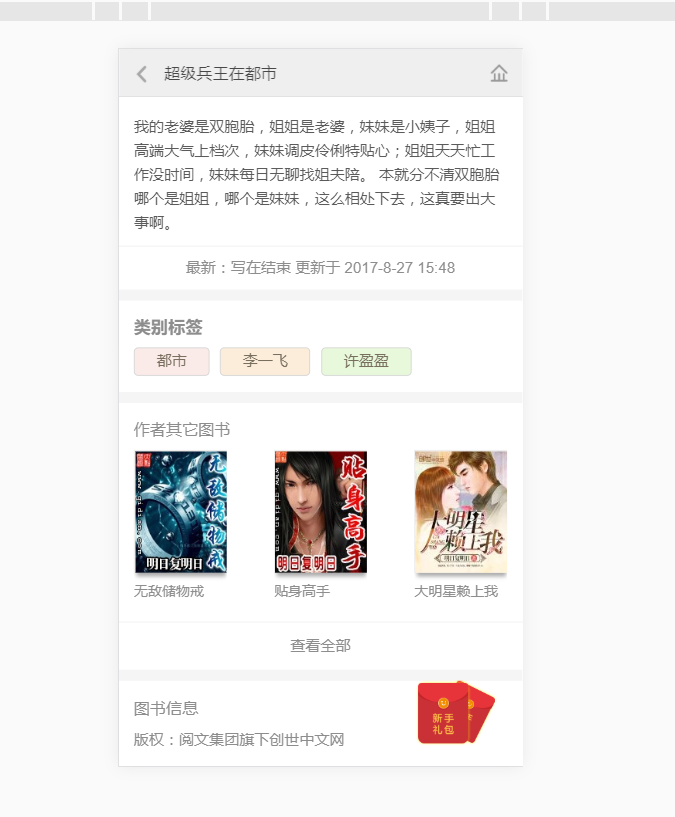 超级兵王在都市
我的老婆是双胞胎，姐姐是老婆，妹妹是小姨子，姐姐
高端大气上档次，妹妹调皮伶俐特贴心；姐姐天天忙工
作没时间，妹妹每日无聊找姐夫陪。 本就分不清双胞胎
哪个是姐姐，哪个是妹妹，这么相处下去，这真要出大
事啊。
最新：写在结束 更新于 2017-8-27 15:48
类别标签
都市 李一飞 许盈盈
作者其它图书
无敌储物戒
明日复明日
贴身高手
明日复明日
大明星赖上我
无敌储物戒 贴身高手 大明星赖上我
查看全部
图书信息
版权：阅文集团旗下创世中文网
新手
礼包